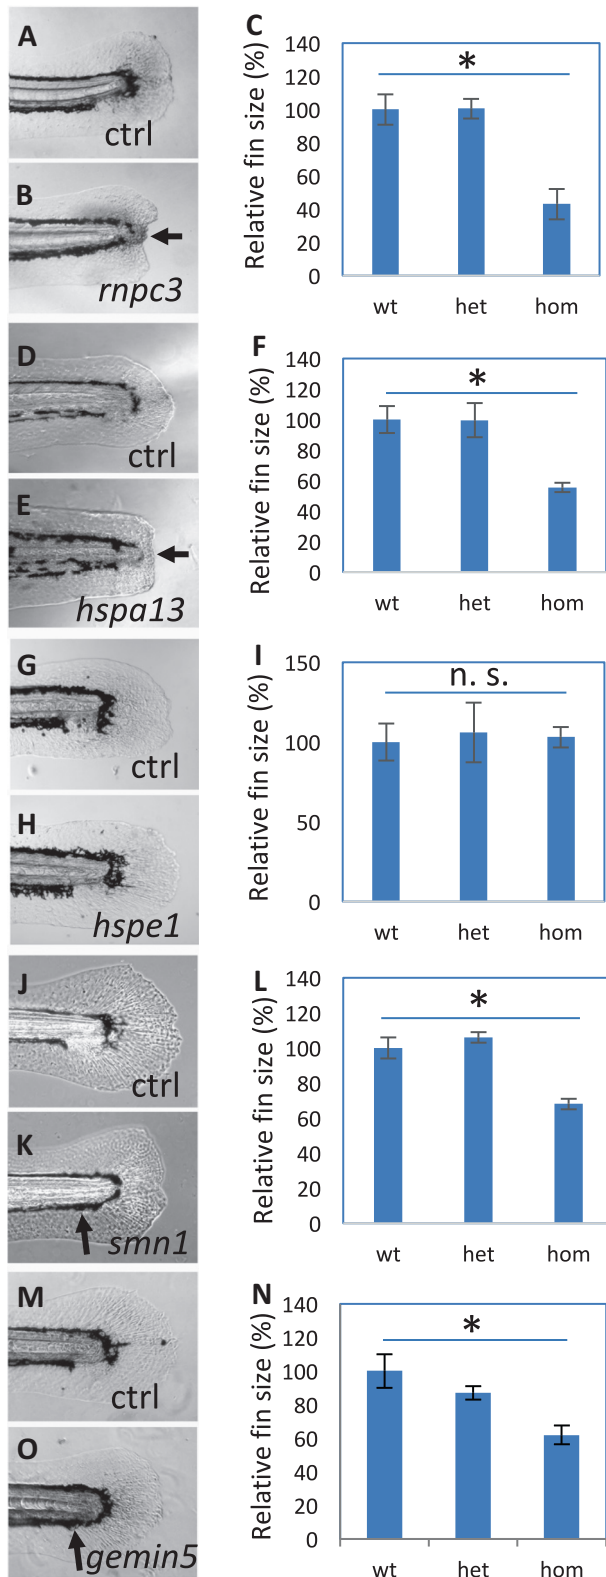 A
ctrl
B
rnpc3
C
Relative fin size (%)
140
120
100
80
60
40
20
0
*
wt het hom
D
ctrl
E
hspa13
F
Relative fin size (%)
140
120
100
80
60
40
20
0
*
wt het hom
G
ctrl
H
hspe1
I
Relative fin size (%)
150
100
50
0
n. s.
wt het hom
J
ctrl
K
smn1
L
Relative fin size (%)
140
120
100
80
60
40
20
0
*
wt het hom
M
ctrl
O
gemin5
N
Relative fin size (%)
140
120
100
80
60
40
20
0
*
wt het hom